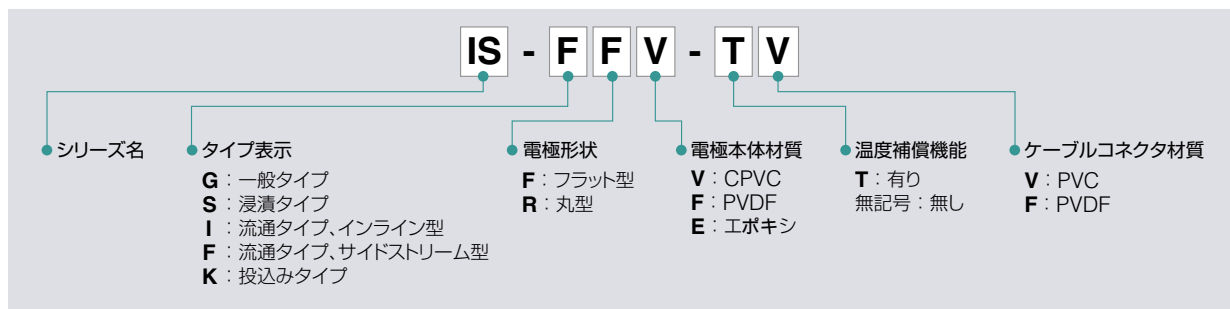 IS - F F V - T V
シリーズ名
タイプ表示
G：一般タイプ
S：浸漬タイプ
I：流通タイプ、インライン型
F：流通タイプ、サイドストリーム型
K：投込みタイプ
電極形状
F：フラット型
R：丸型
電極本体材質
V：CPVC
F：PVDF
E：エポキシ
温度補償機能
T：有り
無記号：無し
ケーブルコネクタ材質
V：PVC
F：PVDF